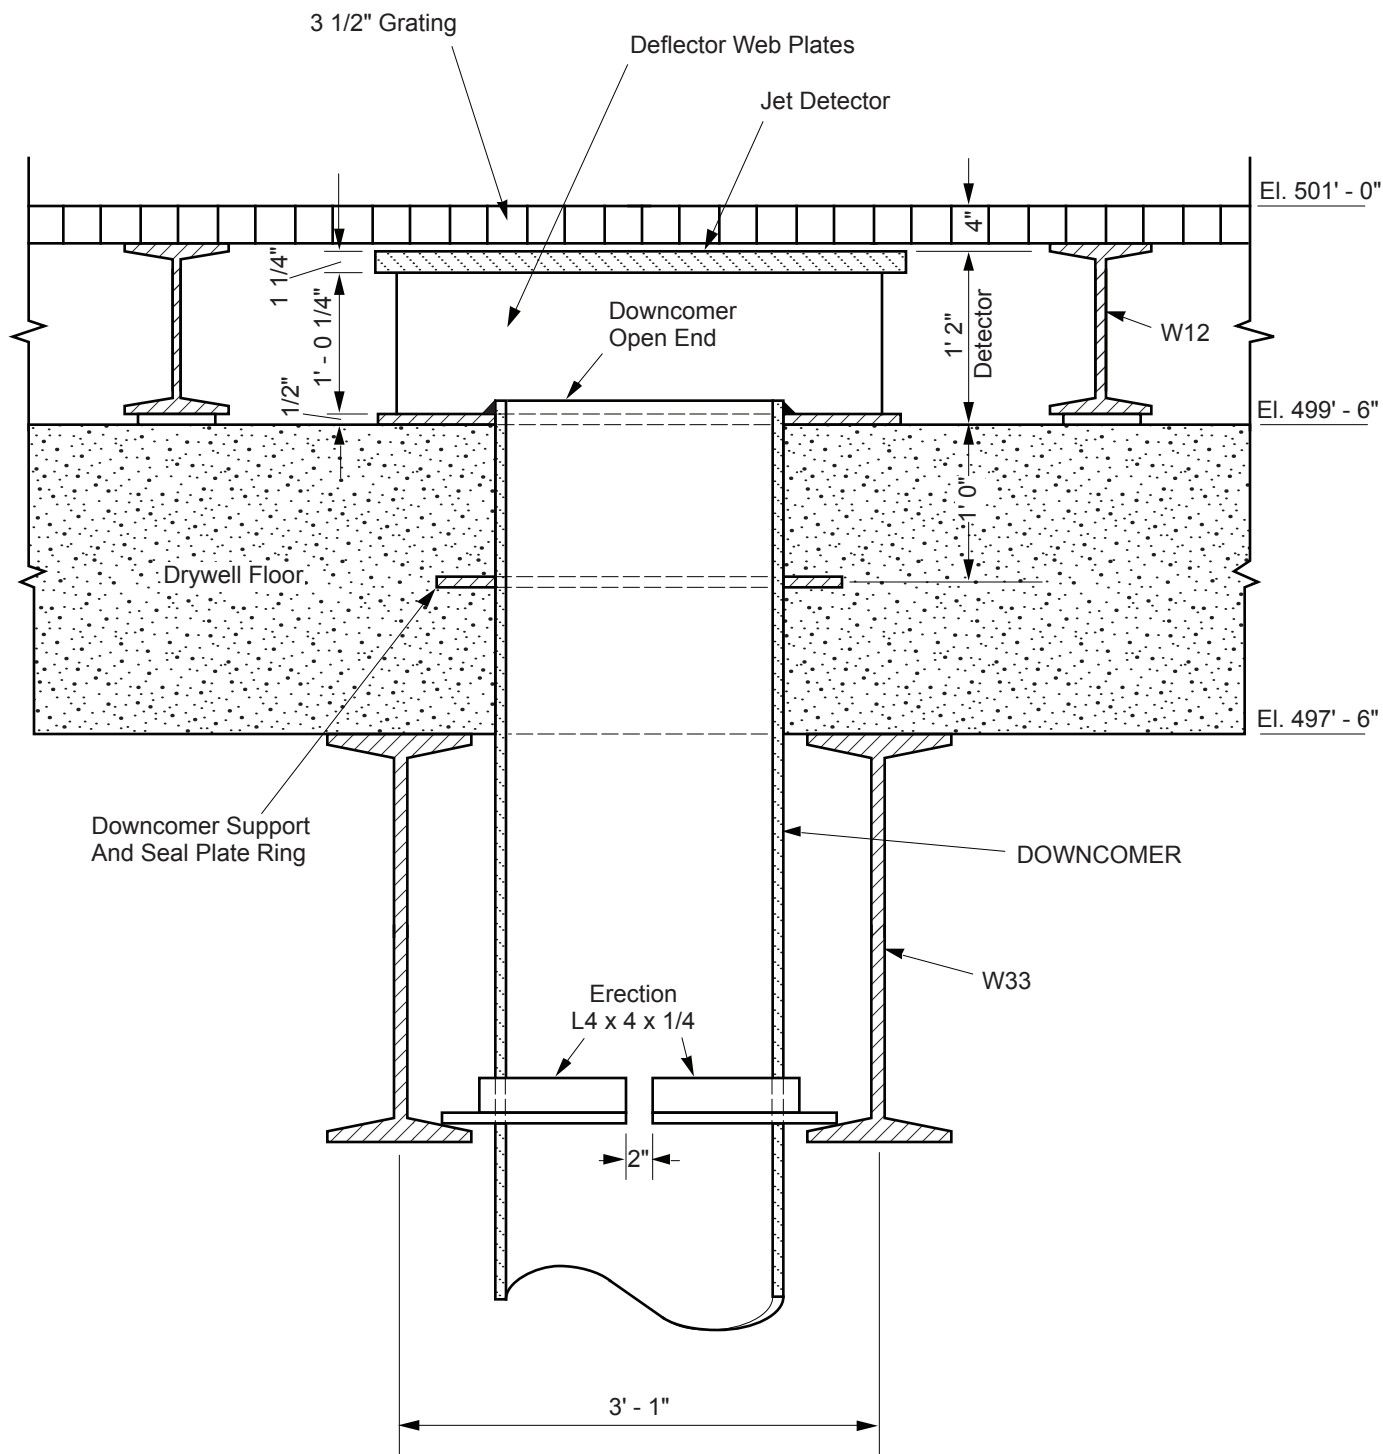 3 1/2" Grating
Deflector Web Plates
Jet Detector
El. 501' - 0"
4"
1 1/4"
1' - 0 1/4"
1/2"
Downcomer
Open End
1' 2"
Detector
W12
El. 499' - 6"
1' 0"
Drywell Floor
El. 497' - 6"
Downcomer Support
And Seal Plate Ring
DOWNCOMER
W33
Erection
L4 x 4 x 1/4
2"
3' - 1"